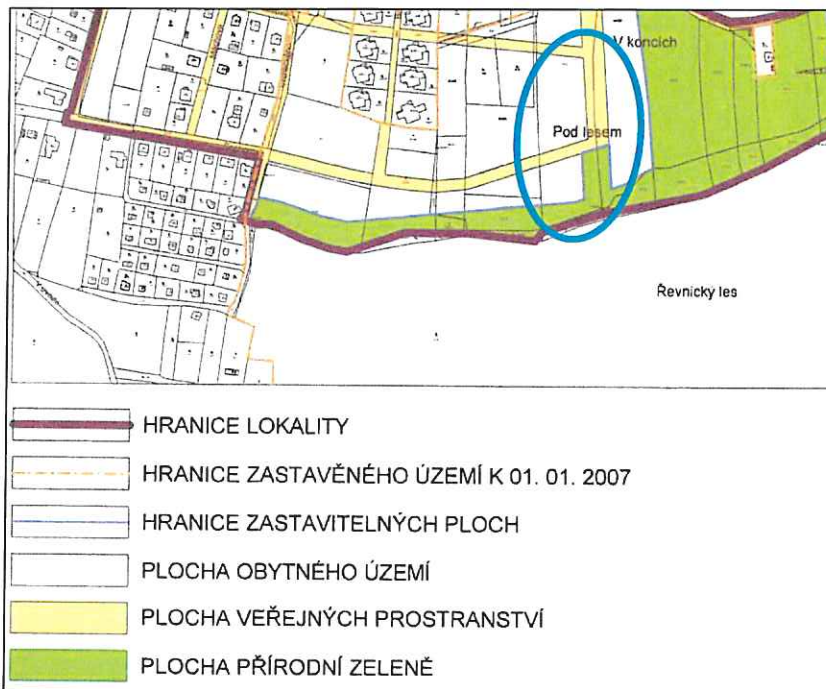 V koncích
Pod lesem
Řevnický les
HRANICE LOKALITY
HRANICE ZASTAVĚNÉHO ÚZEMÍ K 01. 01. 2007
HRANICE ZASTAVITELNÝCH PLOCH
PLOCHA OBYTNÉHO ÚZEMÍ
PLOCHA VEŘEJNÝCH PROSTRANSTVÍ
PLOCHA PŘÍRODNÍ ZELENĚ